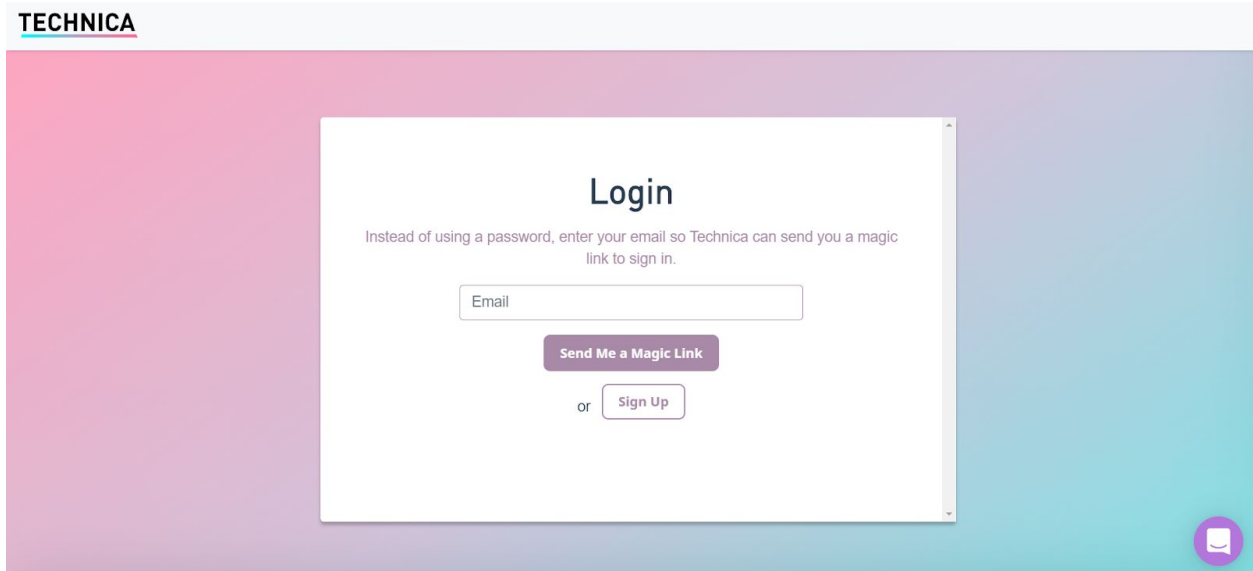 TECHNICA
Login
Instead of using a password, enter your email so Technica can send you a magic
link to sign in.
Email
Send Me a Magic Link
or Sign Up